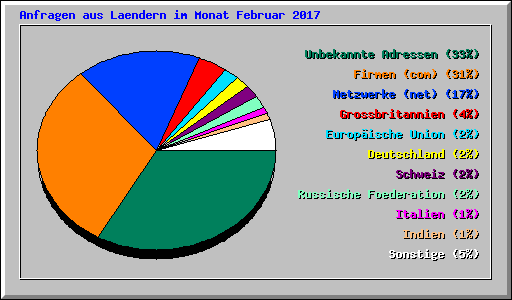 Anfragen aus Laendern im Monat Februar 2017
Unbekannte Adressen (33%)
Firmen (com) (31%)
Netzwerke (net) (17%)
Grossbritannien (4%)
Europäische Union (2%)
Deutschland (2%)
Schweiz (2%)
Russische Foederation (2%)
Italien (1%)
Indien (1%)
Sonstige (5%)